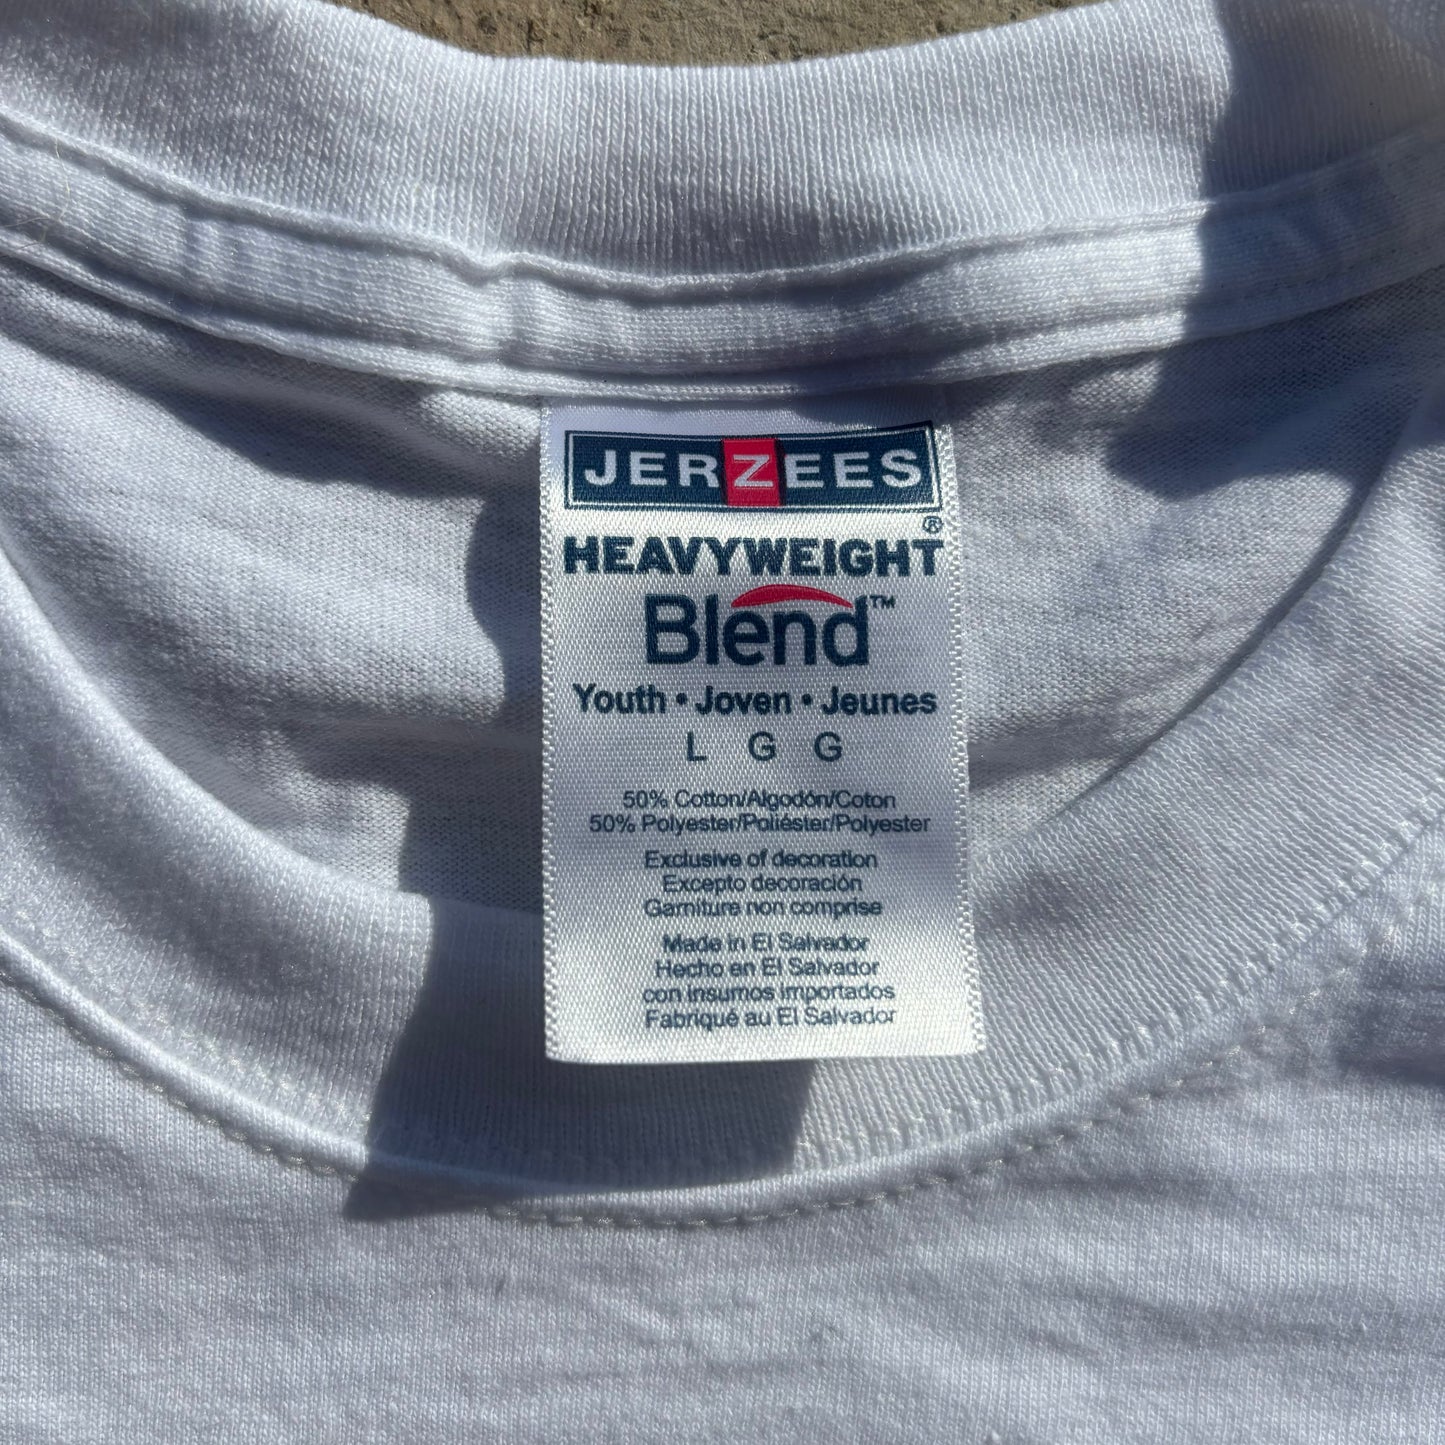 JERZEES
®
HEAVYWEIGHT
Blend™
Youth • Joven • Jeunes
L G G
50% Cotton/Algodón/Coton
50% Polyester/Poliéster/Polyester
Exclusive of decoration
Excepto decoración
Garniture non comprise
Made in El Salvador
Hecho en El Salvador
con insumos importados
Fabriqué au El Salvador